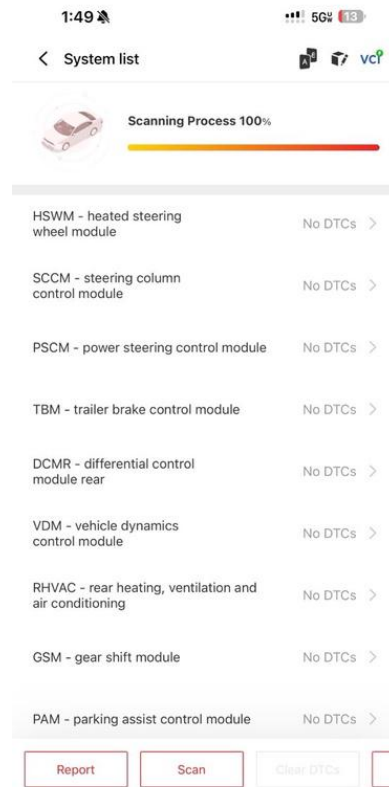 1:49
5G
13
System list
A
vci
Scanning Process 100%
HSWM - heated steering
wheel module
No DTCs
SCCM - steering column
control module
No DTCs
PSCM - power steering control module
No DTCs
TBM - trailer brake control module
No DTCs
DCMR - differential control
module rear
No DTCs
VDM - vehicle dynamics
control module
No DTCs
RHVAC - rear heating, ventilation and
air conditioning
No DTCs
GSM - gear shift module
No DTCs
PAM - parking assist control module
No DTCs
Report
Scan
Clear DTCs